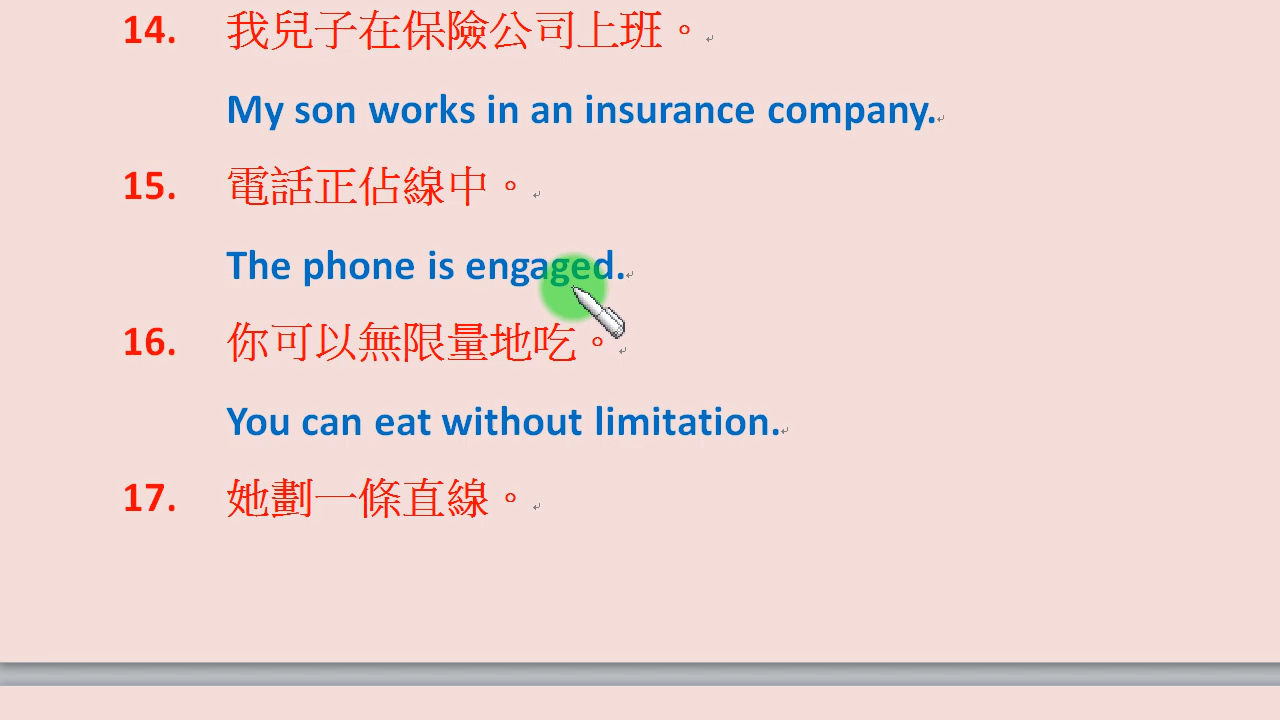 14. 我兒子在保險公司上班。
My son works in an insurance company.
15. 電話正佔線中。
The phone is engaged.
16. 你可以無限量地吃。
You can eat without limitation.
17. 她劃一條直線。